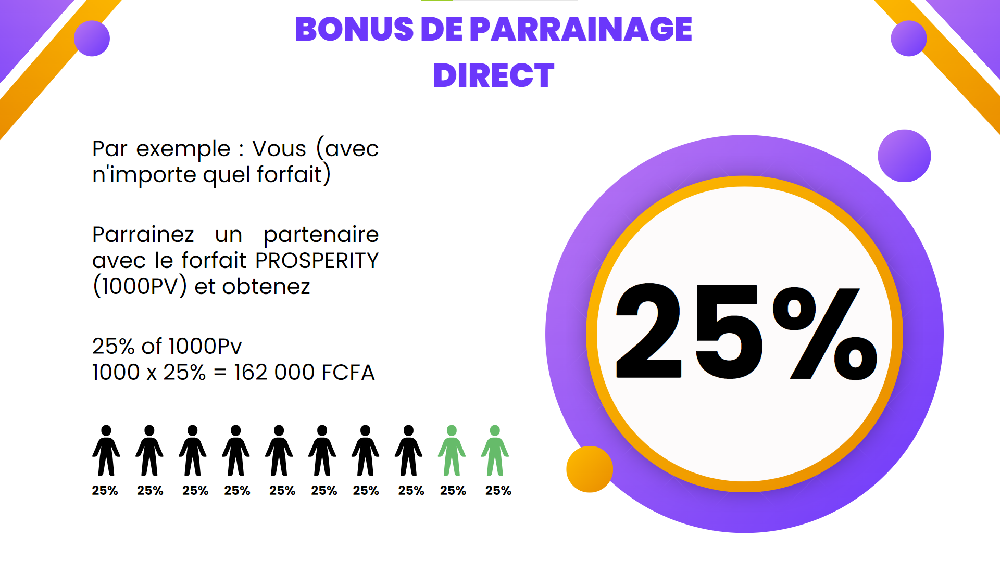 BONUS DE PARRAINAGE
DIRECT
Par exemple : Vous (avec
n'importe quel forfait)
Parrainez un partenaire
avec le forfait PROSPERITY
(1000PV) et obtenez
25% of 1000Pv
1000 x 25% = 162 000 FCFA
25% 25% 25% 25% 25% 25% 25% 25% 25% 25%
25%